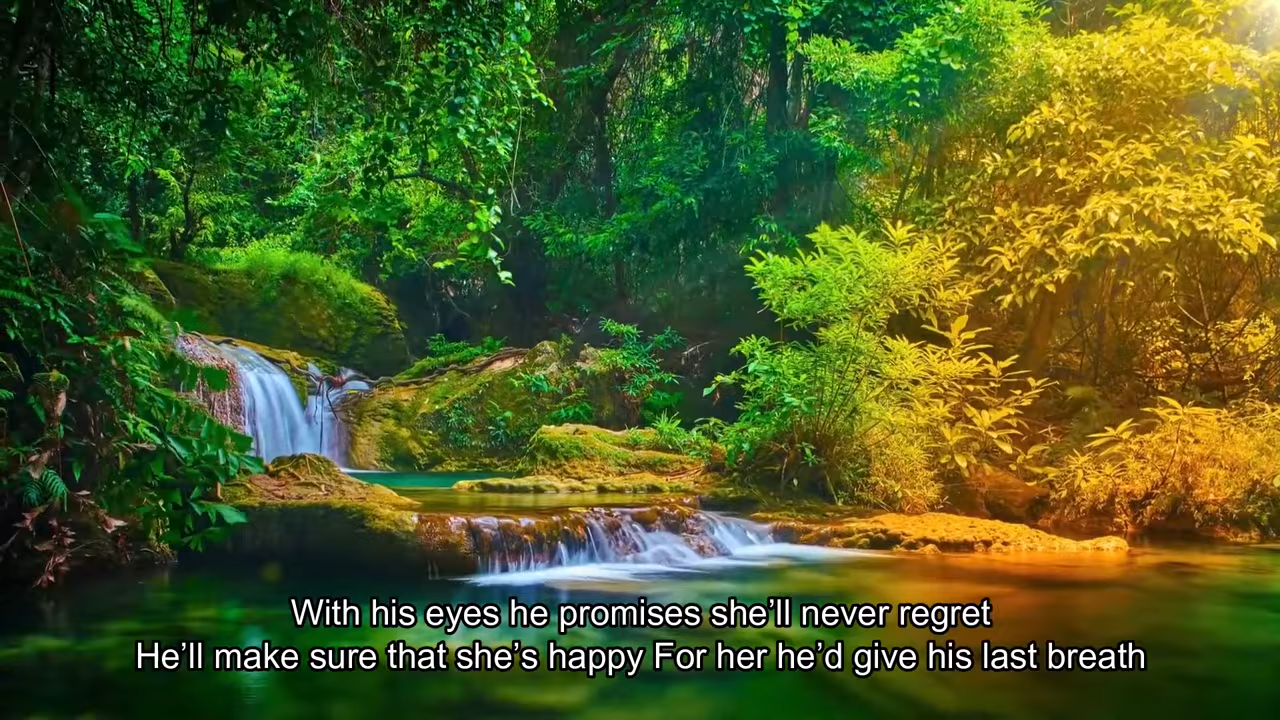 With his eyes he promises she’ll never regret
He’ll make sure that she’s happy For her he’d give his last breath